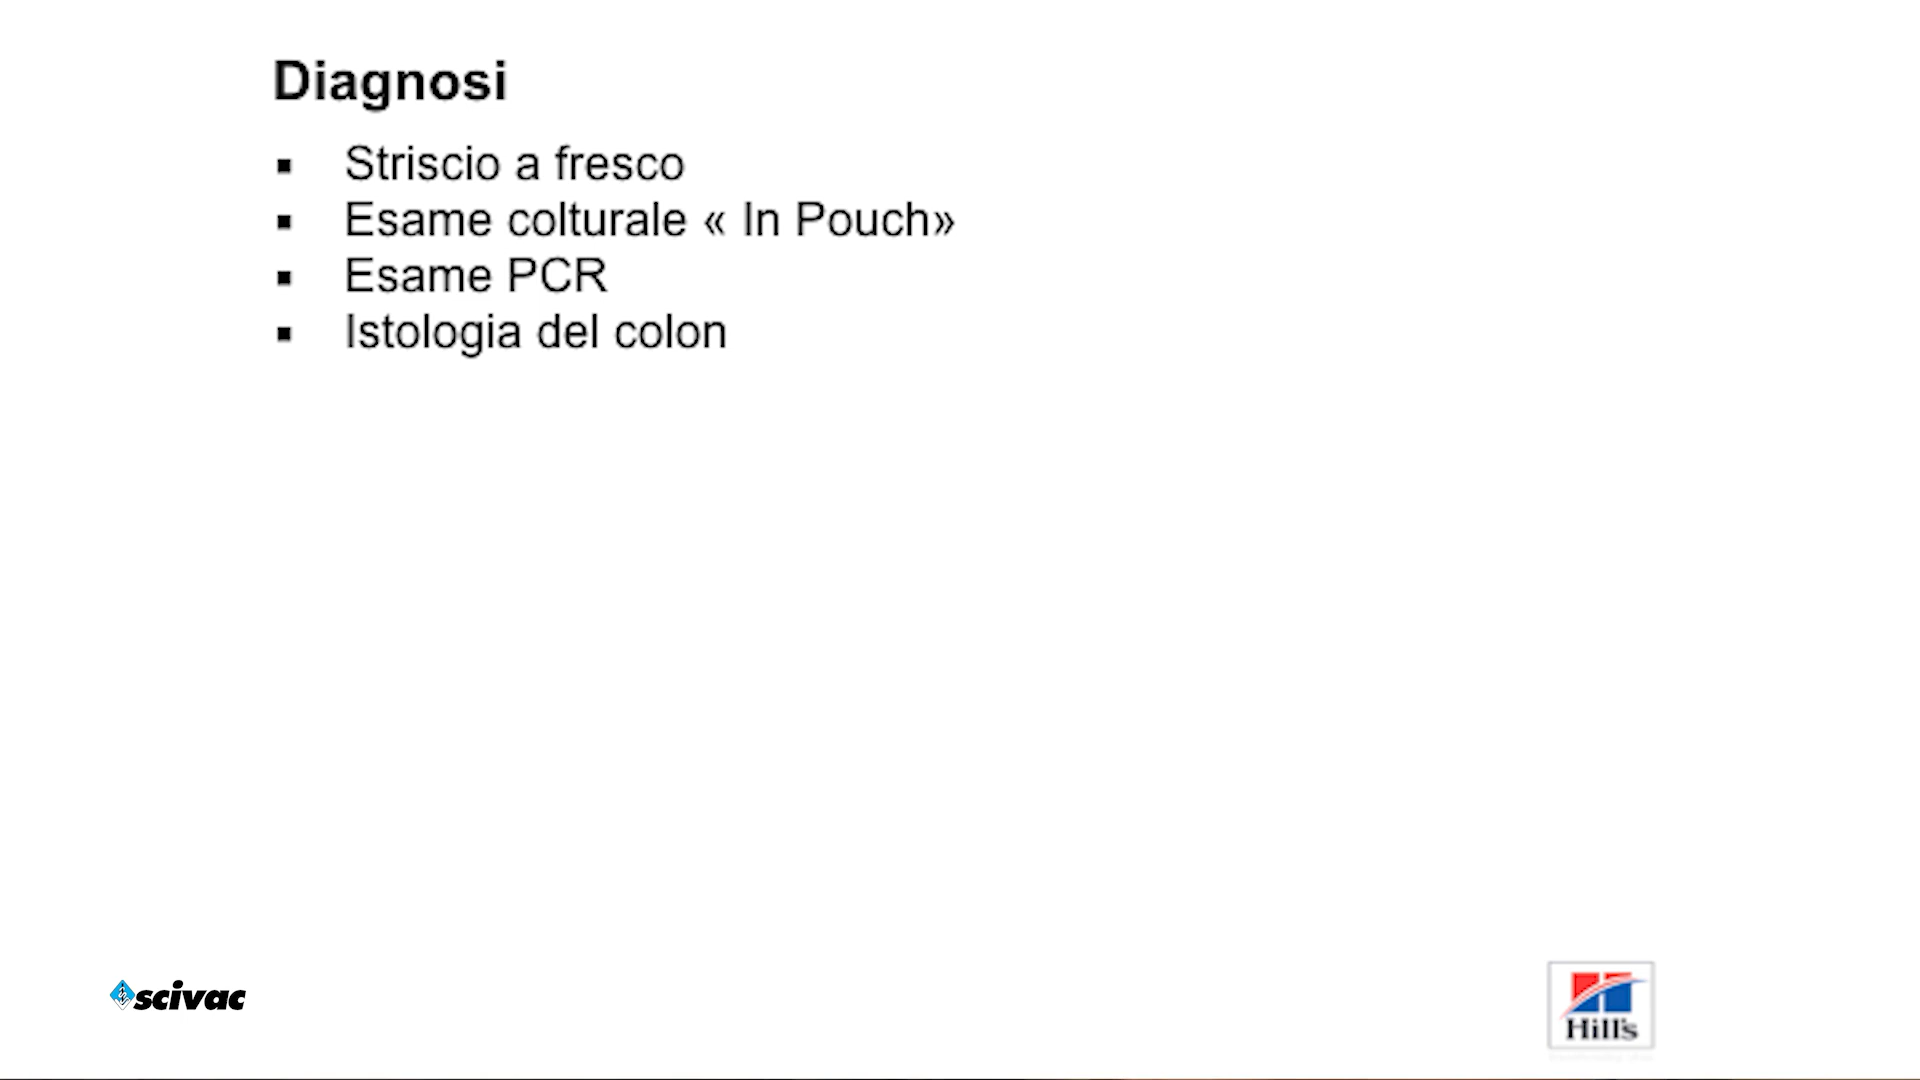 Diagnosi
▪ Striscio a fresco
▪ Esame colturale « In Pouch»
▪ Esame PCR
▪ Istologia del colon
scivac
Hill's